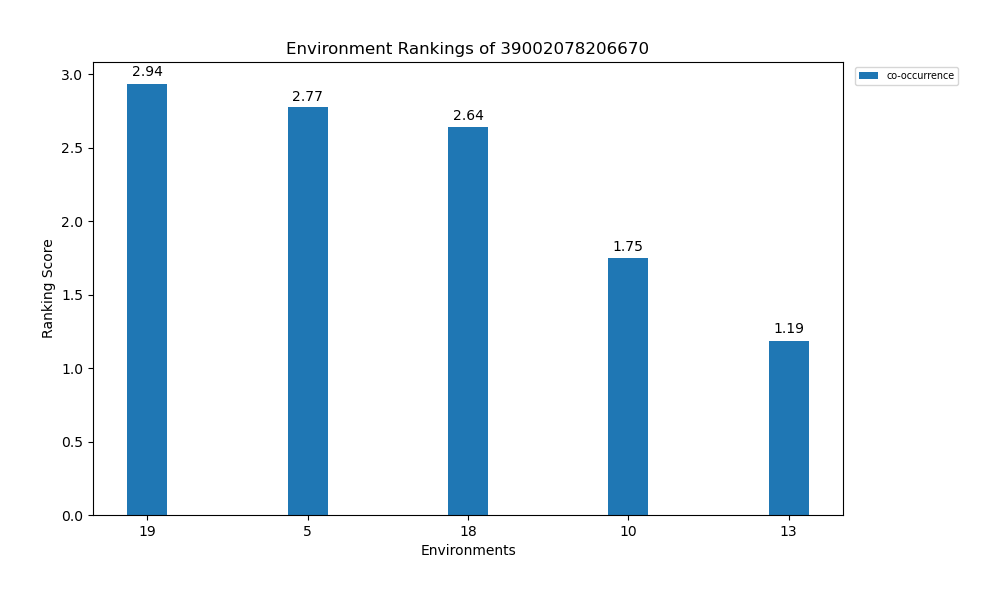 Environment Rankings of 39002078206670
co-occurrence
3.0
2.5
2.0
1.5
1.0
0.5
0.0
Ranking Score
2.94
2.77
2.64
1.75
1.19
19 5 18 10 13
Environments